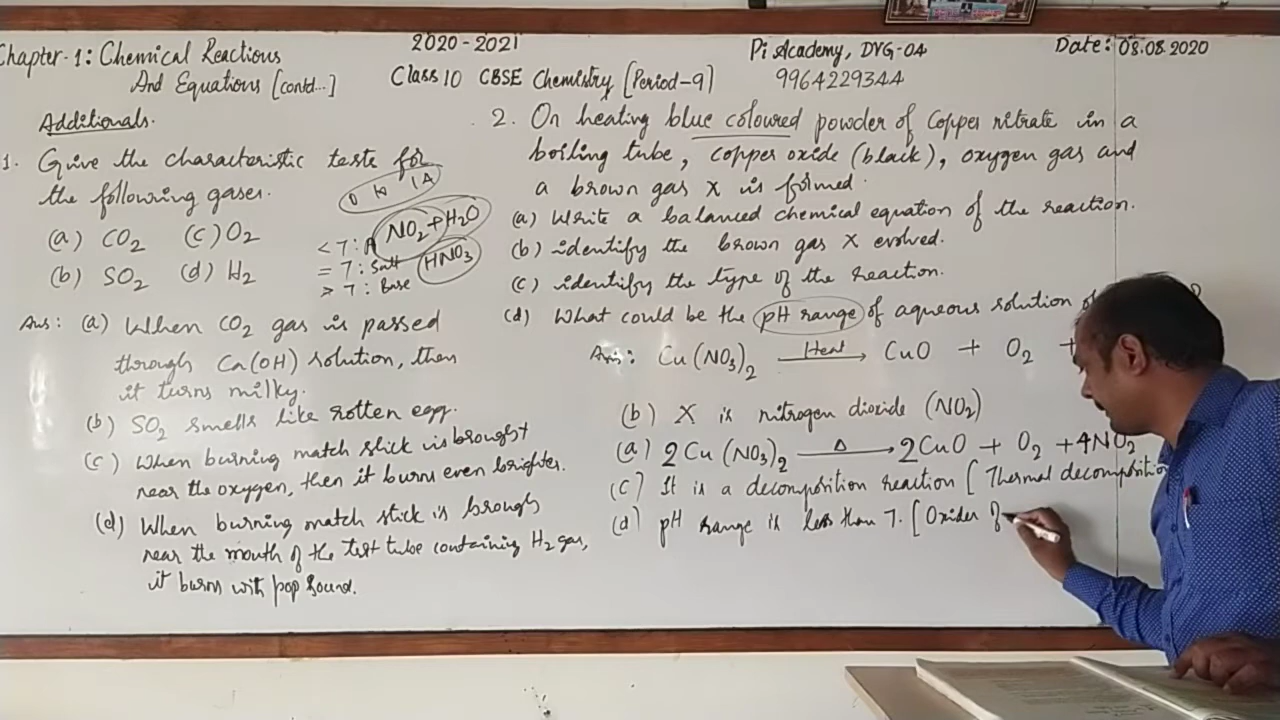 Chapter-1: Chemical Reactions
And Equations [contd...]
2020-2021
Class 10 CBSE Chemistry [Period-9]
Pi Academy, DVG-04
9964229344
Date: 08.08.2020
Additionals.
1. Give the characteristic tests for
the following gases.
(a) CO2 (c) O2
(b) SO2 (d) H2
0 to 14
< 7:
= 7: Salt
> 7: Base
NO2 + H2O
HNO3
Ans: (a) When CO2 gas is passed
through Ca(OH) solution, then
it turns milky.
(b) SO2 smells like rotten egg.
(c) When burning match stick is brought
near the oxygen, then it burns even brighter.
(d) When burning match stick is brough
near the mouth of the test tube containing H2 gas,
it burns with pop sound.
2. On heating blue coloured powder of Copper nitrate in a
boiling tube, copper oxide (black), oxygen gas and
a brown gas X is formed.
(a) Write a balanced chemical equation of the reaction.
(b) identify the brown gas X evolved.
(c) identify the type of the reaction.
(d) What could be the pH range of aqueous solution
Ans: Cu(NO3)2 Heat → CuO + O2 +
(b) X is nitrogen dioxide (NO2)
(a) 2Cu(NO3)2 Δ → 2CuO + O2 + 4NO2
(c) It is a decomposition reaction [Thermal decomposition
(d) pH range is less than 7. [Oxides of